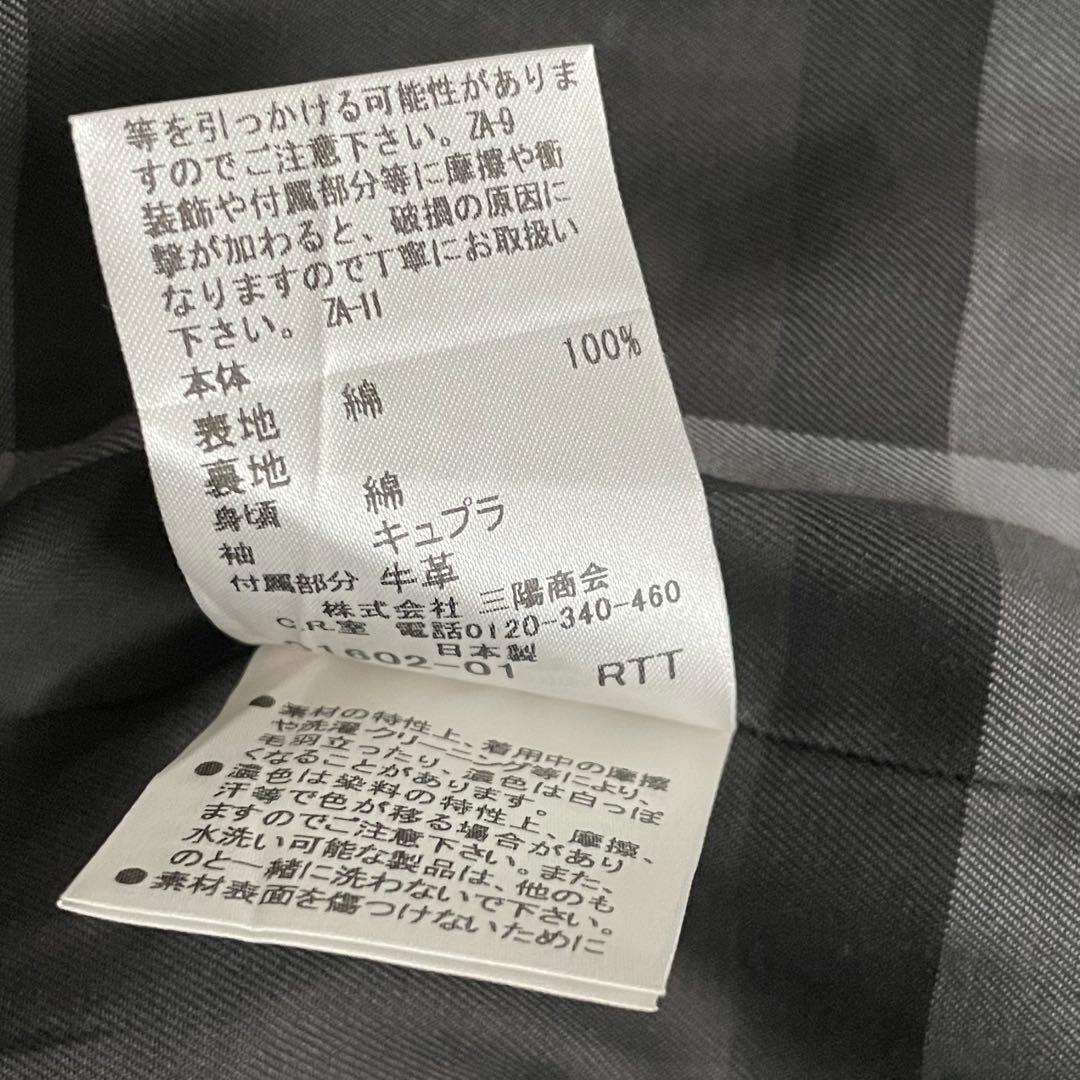 等を引っかける可能性がありま
すのでご注意下さい。ZA-9
装飾や付属部分等に摩擦や衝
撃が加わると、破損の原因に
なりますので丁寧にお取扱い
下さい。 ZA-11
本体
表地 綿 100%
裏地
身頃 綿
袖 キュプラ
付属部分 牛革
株式会社 三陽商会
C.R.室 電話0120-340-460
日本製
1602-01 RTT
● 素材の特性上、着用中の摩擦
や洗濯クリーニング等により、
毛羽立ったり、濃色は白っぽ
くなることがあります。
● 濃色は染料の特性上、摩擦、
汗等で色が移る場合があり
ますのでご注意下さい。また、
水洗い可能な製品は、他のも
のと一緒に洗わないで下さい。
● 素材表面を傷つけないために